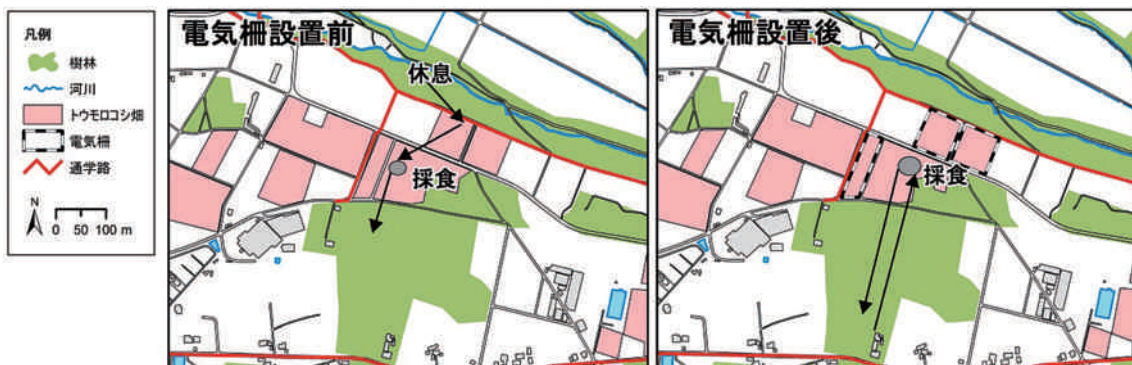 凡例
樹林
河川
トウモロコシ畑
電気柵
通学路
N
0 50 100 m
電気柵設置前
休息
採食
電気柵設置後
採食